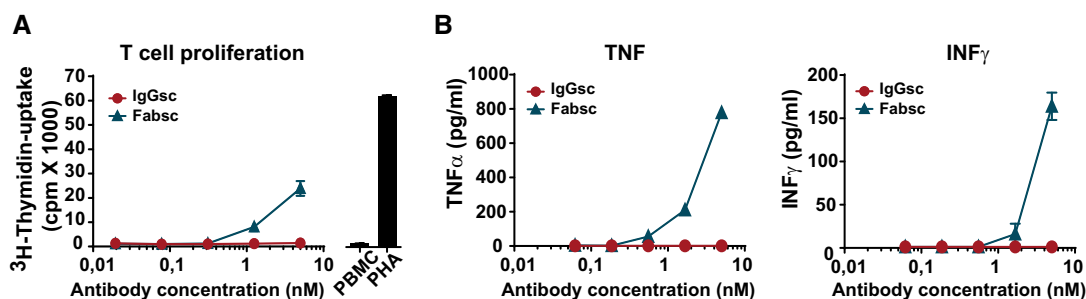 A
T cell proliferation
³H-Thymidin-uptake
(cpm X 1000)
70
60
50
40
30
20
10
0
IgGsc
Fabsc
0,01
0,1
1
10
Antibody concentration (nM)
PBMC
PHA
B
TNF
TNFα (pg/ml)
1000
800
600
400
200
0
IgGsc
Fabsc
0,01
0,1
1
10
Antibody concentration (nM)
INFγ
INFγ (pg/ml)
200
150
100
50
0
IgGsc
Fabsc
0,01
0,1
1
10
Antibody concentration (nM)